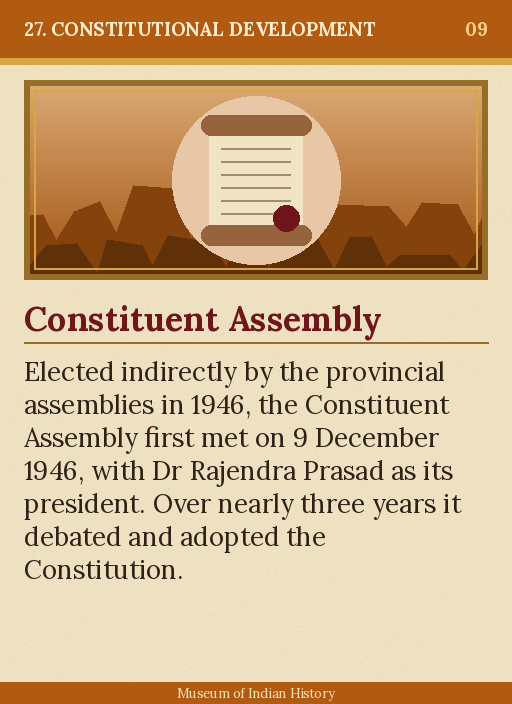 27. CONSTITUTIONAL DEVELOPMENT 09
Constituent Assembly
Elected indirectly by the provincial
assemblies in 1946, the Constituent
Assembly first met on 9 December
1946, with Dr Rajendra Prasad as its
president. Over nearly three years it
debated and adopted the
Constitution.
Museum of Indian History